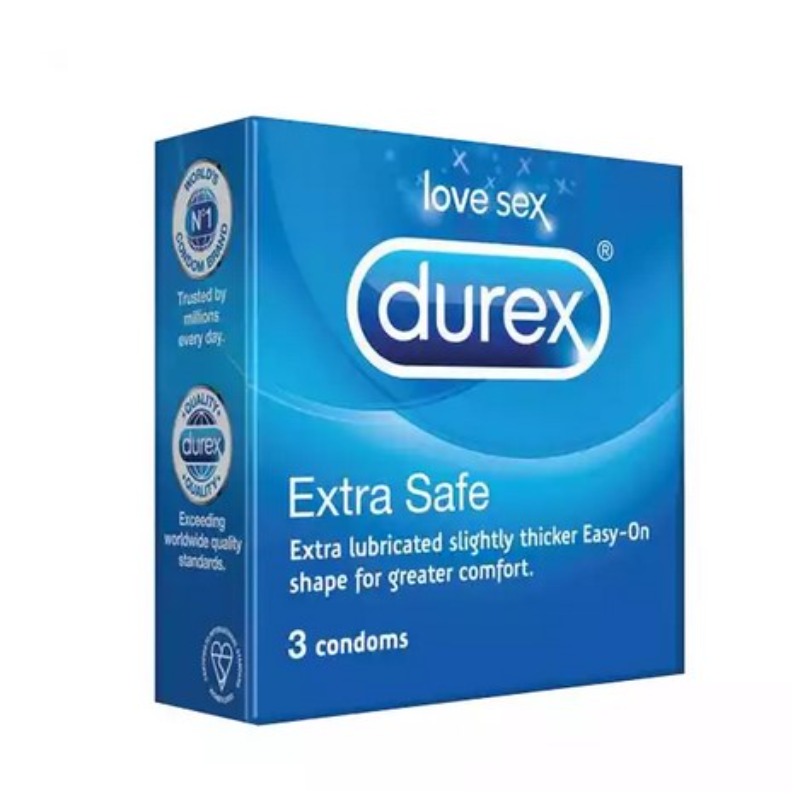 love sex
durex®
Extra Safe
Extra lubricated slightly thicker Easy-On
shape for greater comfort.
3 condoms
WORLD'S
N°1
CONDOM BRAND
Trusted by
millions
every day.
QUALITY
durex
QUALITY
Exceeding
worldwide quality
standards.